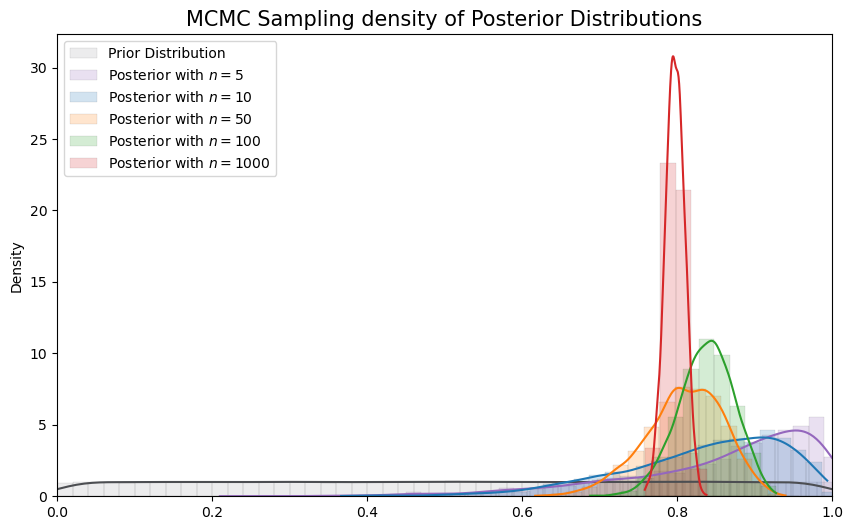 MCMC Sampling density of Posterior Distributions
Prior Distribution
Posterior with n = 5
Posterior with n = 10
Posterior with n = 50
Posterior with n = 100
Posterior with n = 1000
Density
30
25
20
15
10
5
0
0.0 0.2 0.4 0.6 0.8 1.0